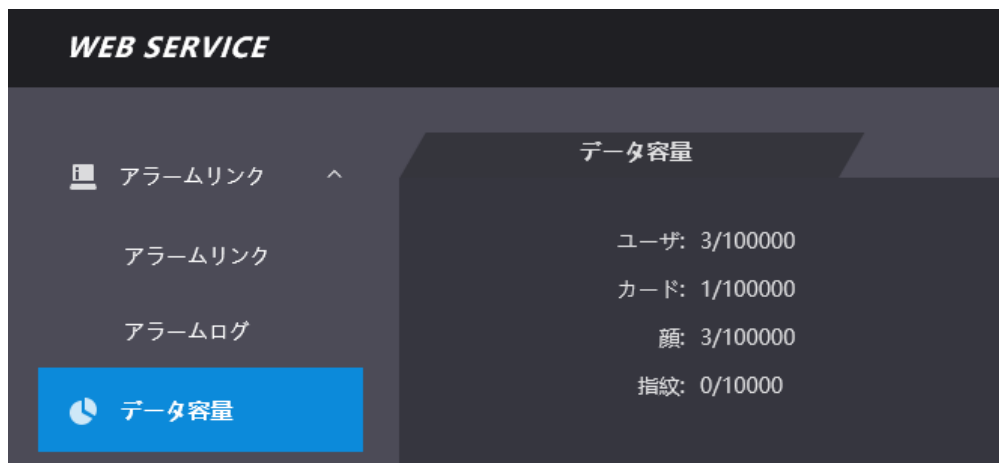 WEB SERVICE
アラームリンク
アラームリンク
アラームログ
データ容量
データ容量
ユーザ: 3/100000
カード: 1/100000
顔: 3/100000
指紋: 0/10000